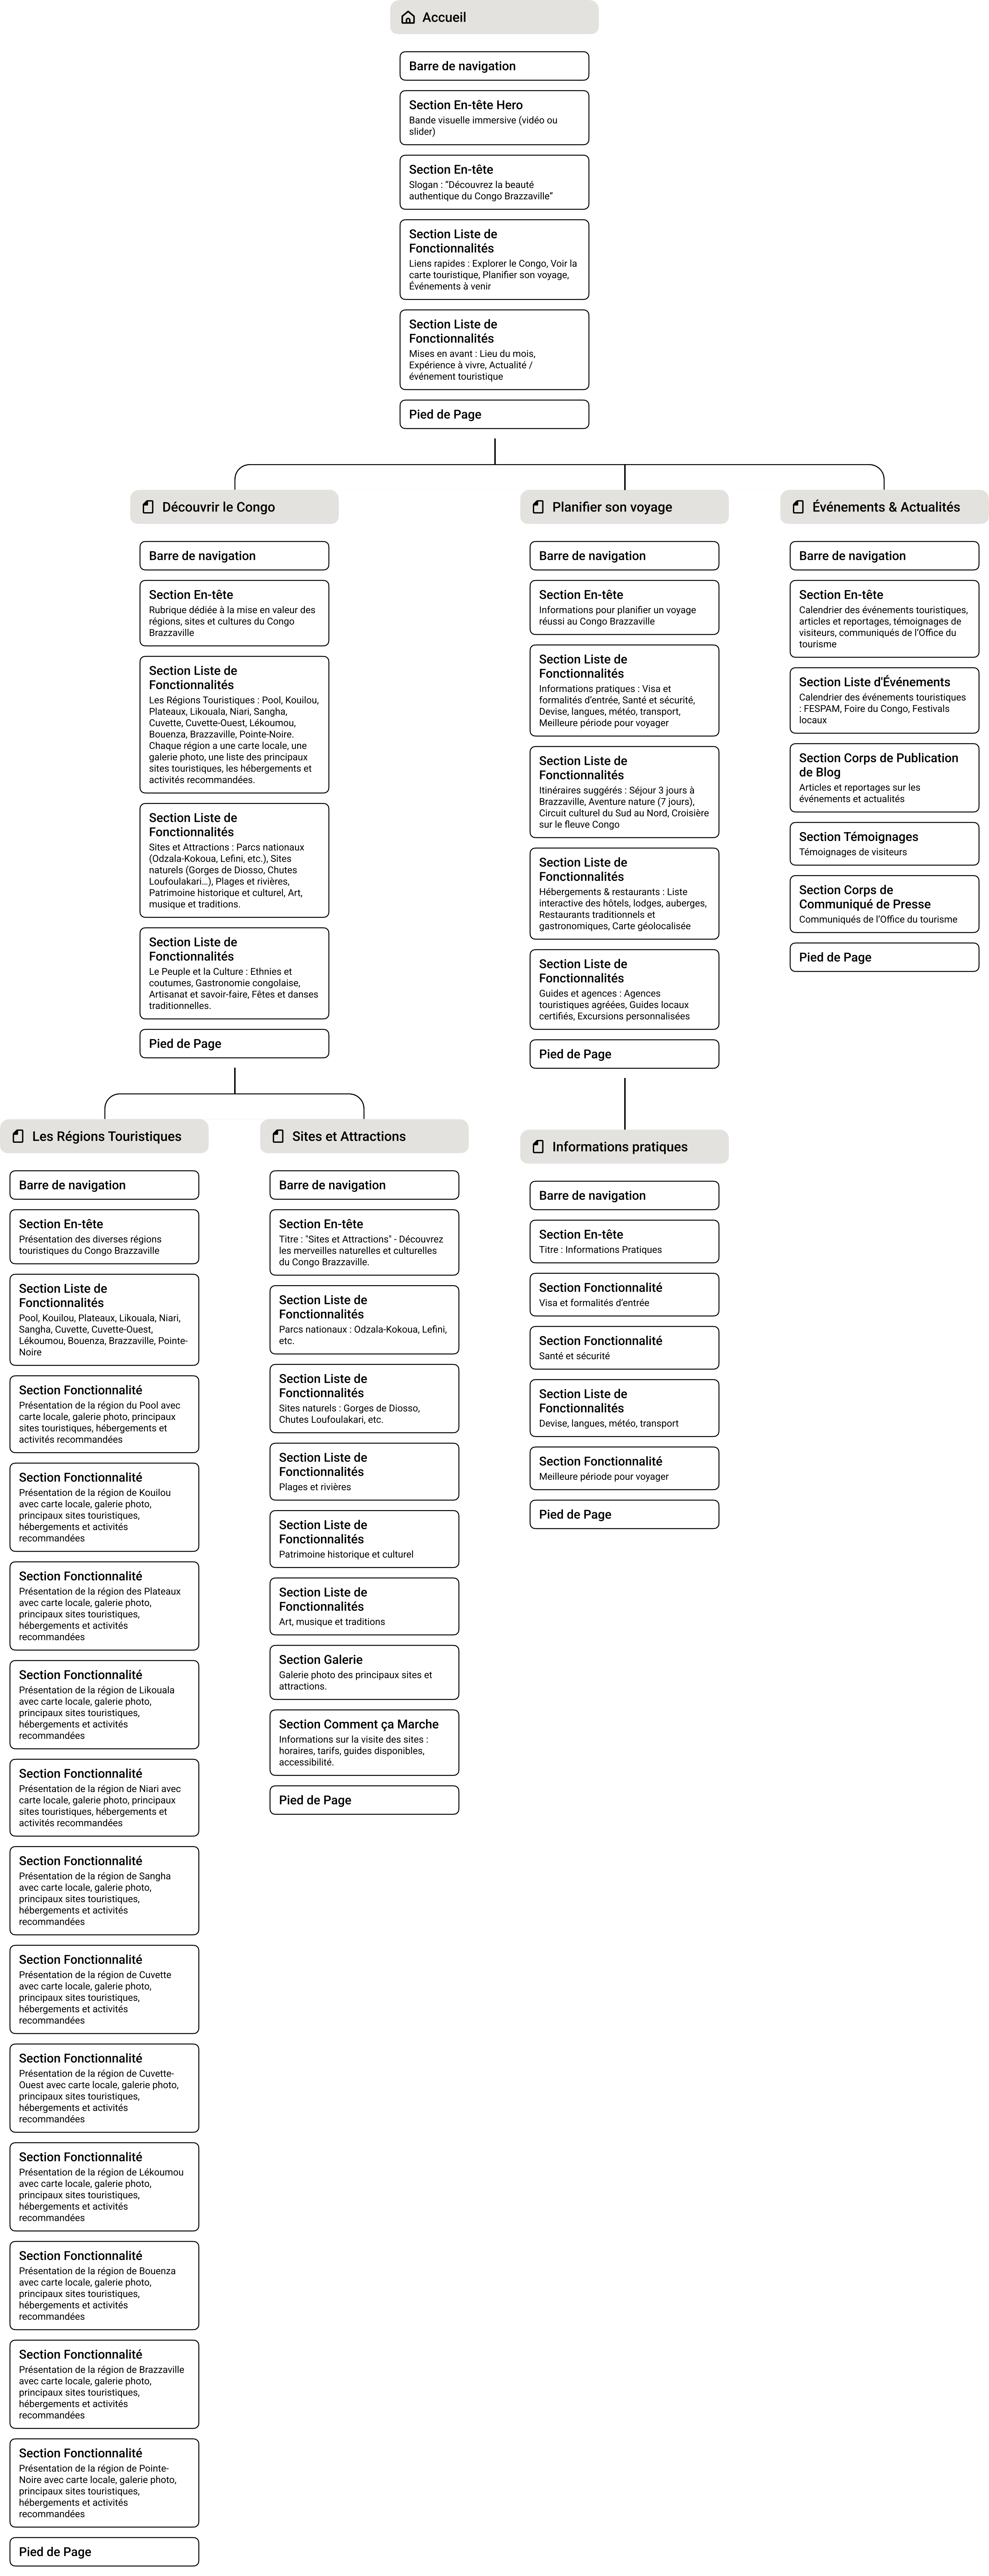 Accueil
Barre de navigation
Section En-tête Hero
Bande visuelle immersive (vidéo ou
slider)
Section En-tête
Slogan : “Découvrez la beauté
authentique du Congo Brazzaville”
Section Liste de
Fonctionnalités
Liens rapides : Explorer le Congo, Voir la
carte touristique, Planifier son voyage,
Événements à venir
Section Liste de
Fonctionnalités
Mises en avant : Lieu du mois,
Expérience à vivre, Actualité /
événement touristique
Pied de Page
Découvrir le Congo
Barre de navigation
Section En-tête
Rubrique dédiée à la mise en valeur des
régions, sites et cultures du Congo
Brazzaville
Section Liste de
Fonctionnalités
Les Régions Touristiques : Pool, Kouilou,
Plateaux, Likouala, Niari, Sangha,
Cuvette, Cuvette-Ouest, Lékoumou,
Bouenza, Brazzaville, Pointe-Noire.
Chaque région a une carte locale, une
galerie photo, une liste des principaux
sites touristiques, les hébergements et
activités recommandées.
Section Liste de
Fonctionnalités
Sites et Attractions : Parcs nationaux
(Odzala-Kokoua, Lefini, etc.), Sites
naturels (Gorges de Diosso, Chutes
Loufoulakari…), Plages et rivières,
Patrimoine historique et culturel, Art,
musique et traditions.
Section Liste de
Fonctionnalités
Le Peuple et la Culture : Ethnies et
coutumes, Gastronomie congolaise,
Artisanat et savoir-faire, Fêtes et danses
traditionnelles.
Pied de Page
Planifier son voyage
Barre de navigation
Section En-tête
Informations pour planifier un voyage
réussi au Congo Brazzaville
Section Liste de
Fonctionnalités
Informations pratiques : Visa et
formalités d’entrée, Santé et sécurité,
Devise, langues, météo, transport,
Meilleure période pour voyager
Section Liste de
Fonctionnalités
Itinéraires suggérés : Séjour 3 jours à
Brazzaville, Aventure nature (7 jours),
Circuit culturel du Sud au Nord, Croisière
sur le fleuve Congo
Section Liste de
Fonctionnalités
Hébergements & restaurants : Liste
interactive des hôtels, lodges, auberges,
Restaurants traditionnels et
gastronomiques, Carte géolocalisée
Section Liste de
Fonctionnalités
Guides et agences : Agences
touristiques agréées, Guides locaux
certifiés, Excursions personnalisées
Pied de Page
Événements & Actualités
Barre de navigation
Section En-tête
Calendrier des événements touristiques,
articles et reportages, témoignages de
visiteurs, communiqués de l’Office du
tourisme
Section Liste d'Événements
Calendrier des événements touristiques
: FESPAM, Foire du Congo, Festivals
locaux
Section Corps de Publication
de Blog
Articles et reportages sur les
événements et actualités
Section Témoignages
Témoignages de visiteurs
Section Corps de
Communiqué de Presse
Communiqués de l’Office du tourisme
Pied de Page
Les Régions Touristiques
Barre de navigation
Section En-tête
Présentation des diverses régions
touristiques du Congo Brazzaville
Section Liste de
Fonctionnalités
Pool, Kouilou, Plateaux, Likouala, Niari,
Sangha, Cuvette, Cuvette-Ouest,
Lékoumou, Bouenza, Brazzaville, Pointe-
Noire
Section Fonctionnalité
Présentation de la région du Pool avec
carte locale, galerie photo, principaux
sites touristiques, hébergements et
activités recommandées
Section Fonctionnalité
Présentation de la région de Kouilou
avec carte locale, galerie photo,
principaux sites touristiques,
hébergements et activités
recommandées
Section Fonctionnalité
Présentation de la région des Plateaux
avec carte locale, galerie photo,
principaux sites touristiques,
hébergements et activités
recommandées
Section Fonctionnalité
Présentation de la région de Likouala
avec carte locale, galerie photo,
principaux sites touristiques,
hébergements et activités
recommandées
Section Fonctionnalité
Présentation de la région de Niari avec
carte locale, galerie photo, principaux
sites touristiques, hébergements et
activités recommandées
Section Fonctionnalité
Présentation de la région de Sangha
avec carte locale, galerie photo,
principaux sites touristiques,
hébergements et activités
recommandées
Section Fonctionnalité
Présentation de la région de Cuvette
avec carte locale, galerie photo,
principaux sites touristiques,
hébergements et activités
recommandées
Section Fonctionnalité
Présentation de la région de Cuvette-
Ouest avec carte locale, galerie photo,
principaux sites touristiques,
hébergements et activités
recommandées
Section Fonctionnalité
Présentation de la région de Lékoumou
avec carte locale, galerie photo,
principaux sites touristiques,
hébergements et activités
recommandées
Section Fonctionnalité
Présentation de la région de Bouenza
avec carte locale, galerie photo,
principaux sites touristiques,
hébergements et activités
recommandées
Section Fonctionnalité
Présentation de la région de Brazzaville
avec carte locale, galerie photo,
principaux sites touristiques,
hébergements et activités
recommandées
Section Fonctionnalité
Présentation de la région de Pointe-
Noire avec carte locale, galerie photo,
principaux sites touristiques,
hébergements et activités
recommandées
Pied de Page
Sites et Attractions
Barre de navigation
Section En-tête
Titre : "Sites et Attractions" - Découvrez
les merveilles naturelles et culturelles
du Congo Brazzaville.
Section Liste de
Fonctionnalités
Parcs nationaux : Odzala-Kokoua, Lefini,
etc.
Section Liste de
Fonctionnalités
Sites naturels : Gorges de Diosso,
Chutes Loufoulakari, etc.
Section Liste de
Fonctionnalités
Plages et rivières
Section Liste de
Fonctionnalités
Patrimoine historique et culturel
Section Liste de
Fonctionnalités
Art, musique et traditions
Section Galerie
Galerie photo des principaux sites et
attractions.
Section Comment ça Marche
Informations sur la visite des sites :
horaires, tarifs, guides disponibles,
accessibilité.
Pied de Page
Informations pratiques
Barre de navigation
Section En-tête
Titre : Informations Pratiques
Section Fonctionnalité
Visa et formalités d’entrée
Section Fonctionnalité
Santé et sécurité
Section Liste de
Fonctionnalités
Devise, langues, météo, transport
Section Fonctionnalité
Meilleure période pour voyager
Pied de Page